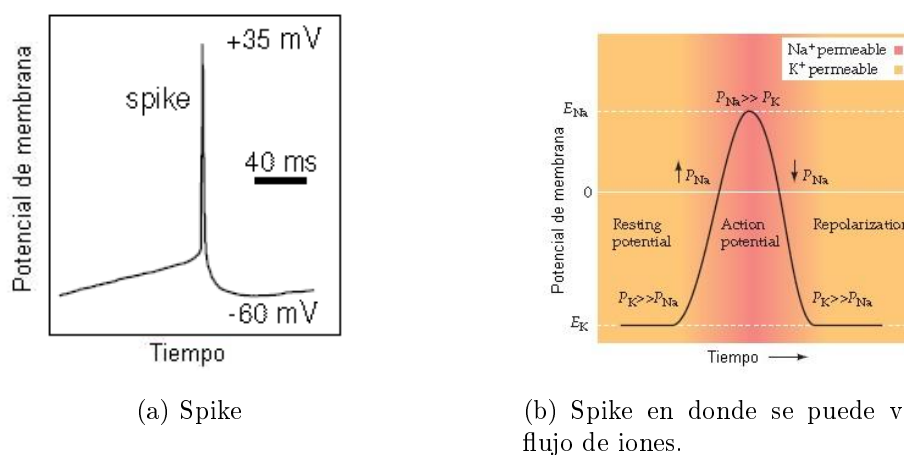 Potencial de membrana
+35 mV
spike
40 ms
-60 mV
Tiempo
(a) Spike
Potencial de membrana
Na+ permeable
K+ permeable
E_Na
P_Na >> P_K
↑ P_Na
↓ P_Na
0
Resting potential
Action potential
Repolarization
P_K >> P_Na
P_K >> P_Na
E_K
Tiempo →
(b) Spike en donde se puede v
flujo de iones.